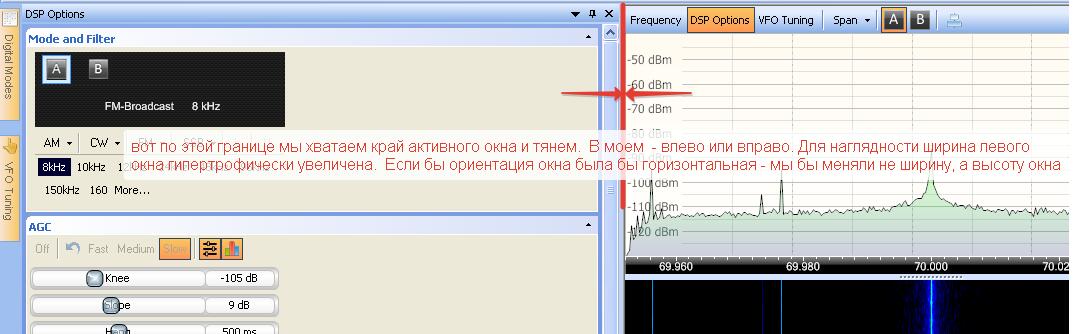 DSP Options
Digital Modes
VFO Tuning
Mode and Filter
A B
FM-Broadcast 8 kHz
AM CW
8kHz 10kHz
150kHz 160 More...
вот по этой границе мы хватаем край активного окна и тянем. В моем - влево или вправо. Для наглядности ширина левого
окна гипертрофически увеличена. Если бы ориентация окна была бы горизонтальная - мы бы меняли не ширину, а высоту окна
AGC
Off Fast Medium Slow
Knee -105 dB
Slope 9 dB
Hang 500 ms
Frequency DSP Options VFO Tuning Span A B
-50 dBm
-60 dBm
-70 dBm
-80 dBm
-100dBm
-110 dBm
-120 dBm
69.960 69.980 70.000 70.02